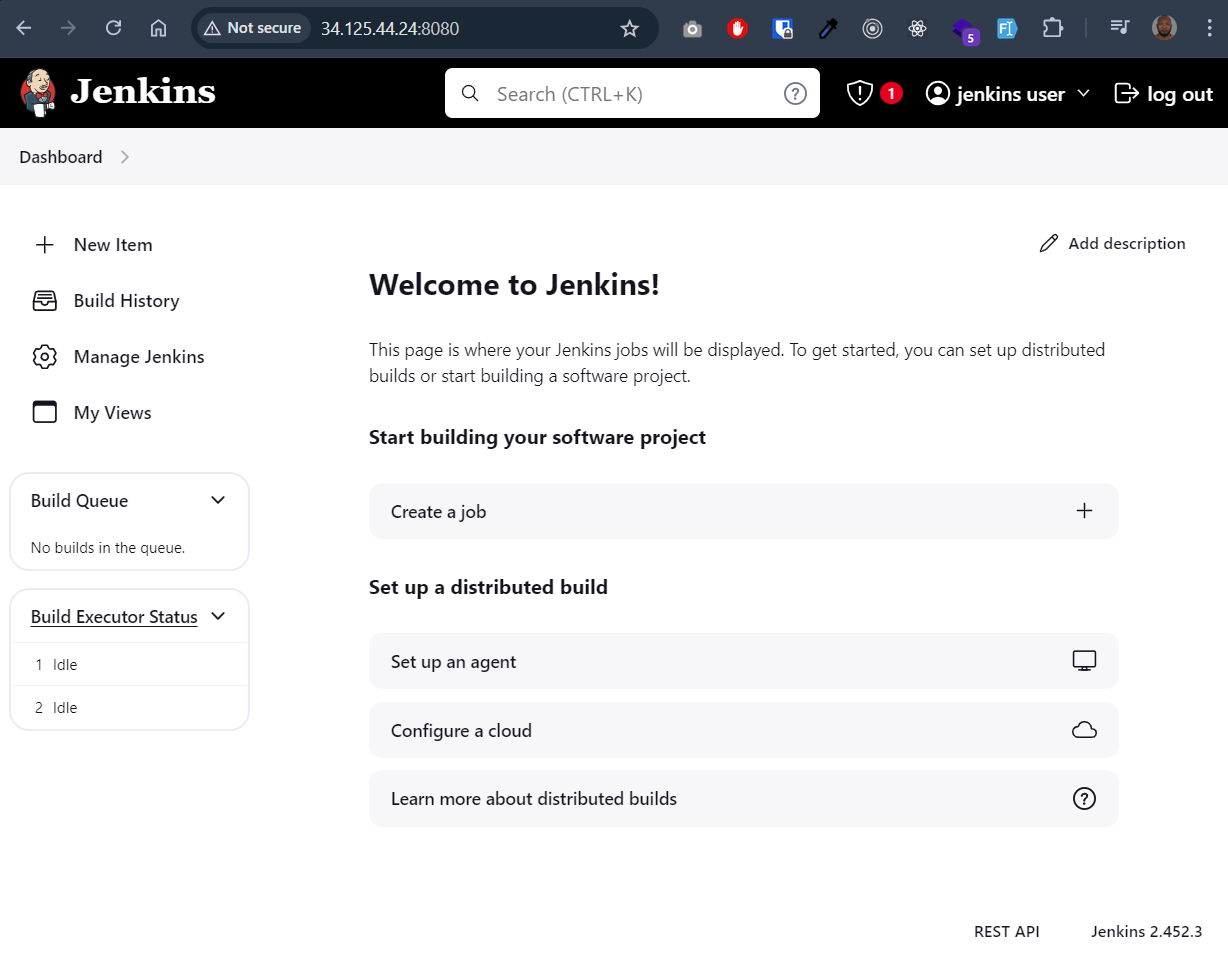 Not secure
34.125.44.24:8080
5
Jenkins
Search (CTRL+K)
1
jenkins user
log out
Dashboard
New Item
Build History
Manage Jenkins
My Views
Build Queue
No builds in the queue.
Build Executor Status
1 Idle
2 Idle
Add description
Welcome to Jenkins!
This page is where your Jenkins jobs will be displayed. To get started, you can set up distributed
builds or start building a software project.
Start building your software project
Create a job
Set up a distributed build
Set up an agent
Configure a cloud
Learn more about distributed builds
REST API
Jenkins 2.452.3